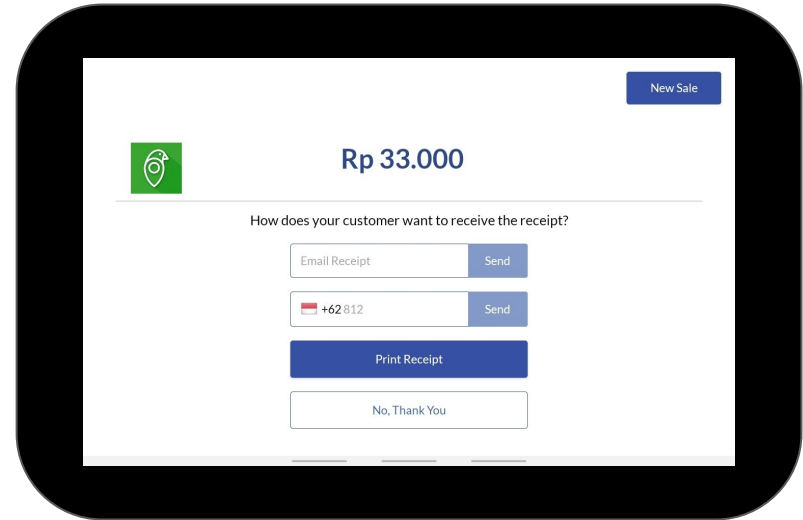 New Sale
Rp 33.000
How does your customer want to receive the receipt?
Email Receipt Send
+62 812 Send
Print Receipt
No, Thank You